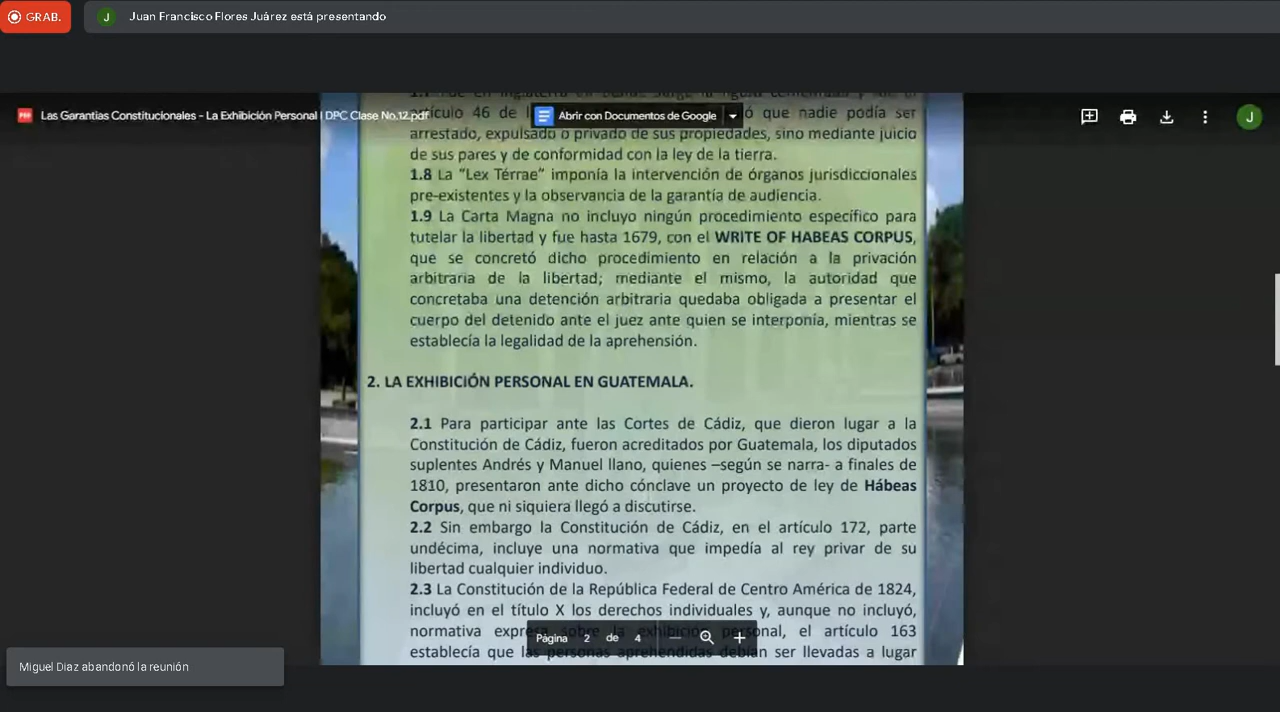 GRAB.
J
Juan Francisco Flores Juárez está presentando
Las Garantías Constitucionales - La Exhibición Personal I DPC Clase No.12.pdf
Abrir con Documentos de Google
J
artículo 46 de ó que nadie podía ser
arrestado, expulsado o privado de sus propiedades, sino mediante juicio
de sus pares y de conformidad con la ley de la tierra.
1.8 La “Lex Térrae” imponía la intervención de órganos jurisdiccionales
pre-existentes y la observancia de la garantía de audiencia.
1.9 La Carta Magna no incluyo ningún procedimiento específico para
tutelar la libertad y fue hasta 1679, con el WRITE OF HABEAS CORPUS,
que se concretó dicho procedimiento en relación a la privación
arbitraria de la libertad; mediante el mismo, la autoridad que
concretaba una detención arbitraria quedaba obligada a presentar el
cuerpo del detenido ante el juez ante quien se interponía, mientras se
establecía la legalidad de la aprehensión.
2. LA EXHIBICIÓN PERSONAL EN GUATEMALA.
2.1 Para participar ante las Cortes de Cádiz, que dieron lugar a la
Constitución de Cádiz, fueron acreditados por Guatemala, los diputados
suplentes Andrés y Manuel llano, quienes –según se narra- a finales de
1810, presentaron ante dicho cónclave un proyecto de ley de Hábeas
Corpus, que ni siquiera llegó a discutirse.
2.2 Sin embargo la Constitución de Cádiz, en el artículo 172, parte
undécima, incluye una normativa que impedía al rey privar de su
libertad cualquier individuo.
2.3 La Constitución de la República Federal de Centro América de 1824,
incluyó en el título X los derechos individuales y, aunque no incluyó,
normativa expresa sobre la exhibición personal, el artículo 163
establecía que las personas aprehendidas debían ser llevadas a lugar
Página 2 de 4
Miguel Diaz abandonó la reunión